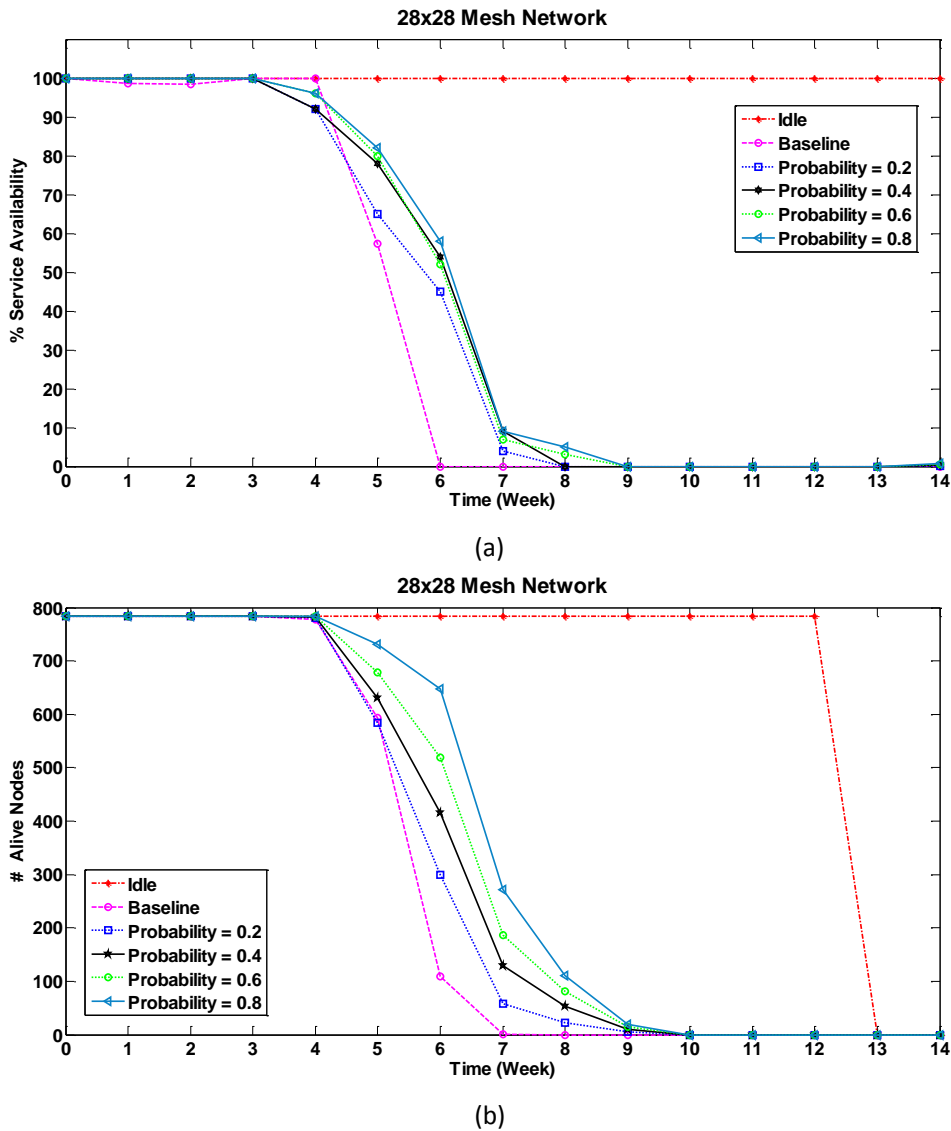 28x28 Mesh Network
100
90
80
70
60
50
40
30
20
10
0
% Service Availability
Idle
Baseline
Probability = 0.2
Probability = 0.4
Probability = 0.6
Probability = 0.8
0 1 2 3 4 5 6 7 8 9 10 11 12 13 14
Time (Week)
(a)
28x28 Mesh Network
800
700
600
500
400
300
200
100
0
# Alive Nodes
Idle
Baseline
Probability = 0.2
Probability = 0.4
Probability = 0.6
Probability = 0.8
0 1 2 3 4 5 6 7 8 9 10 11 12 13 14
Time (Week)
(b)